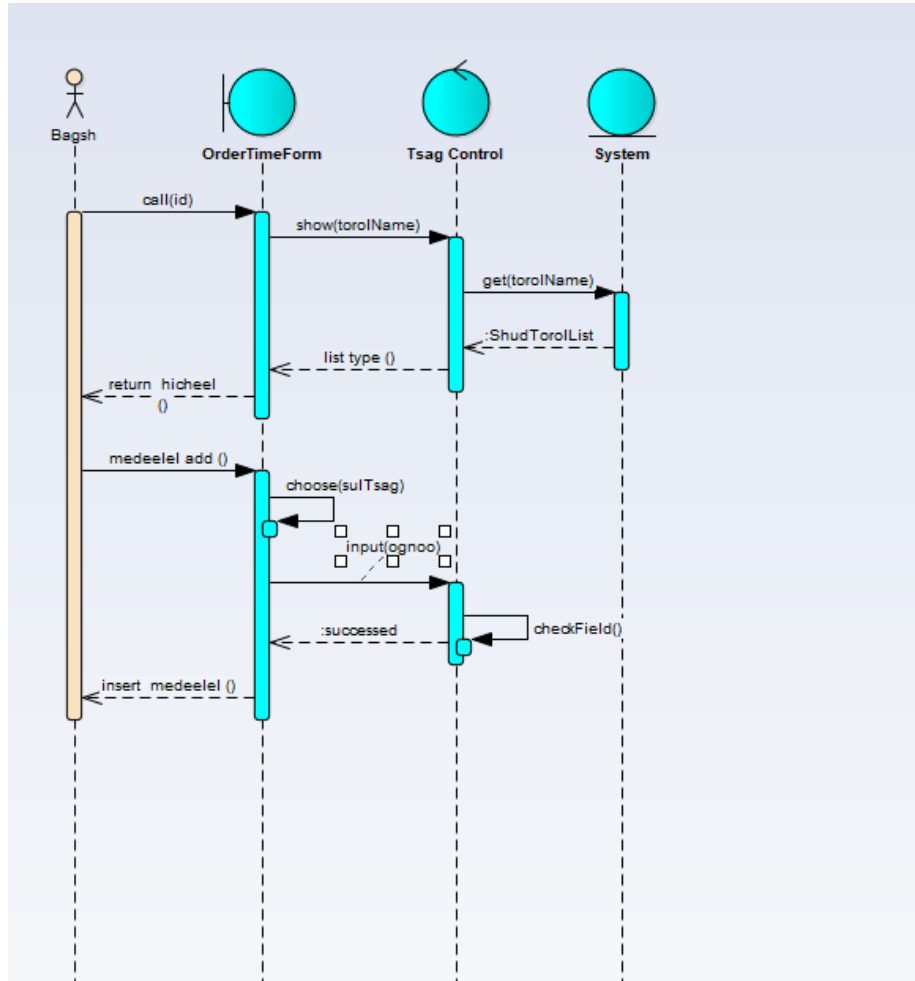 Bagsh
OrderTimeForm
Tsag Control
System
call(id)
show(torolName)
get(torolName)
:ShudTorolList
list type ()
return hicheel
()
medeelel add ()
choose(sulTsag)
input(ognoo)
checkField()
:successed
insert medeelel ()